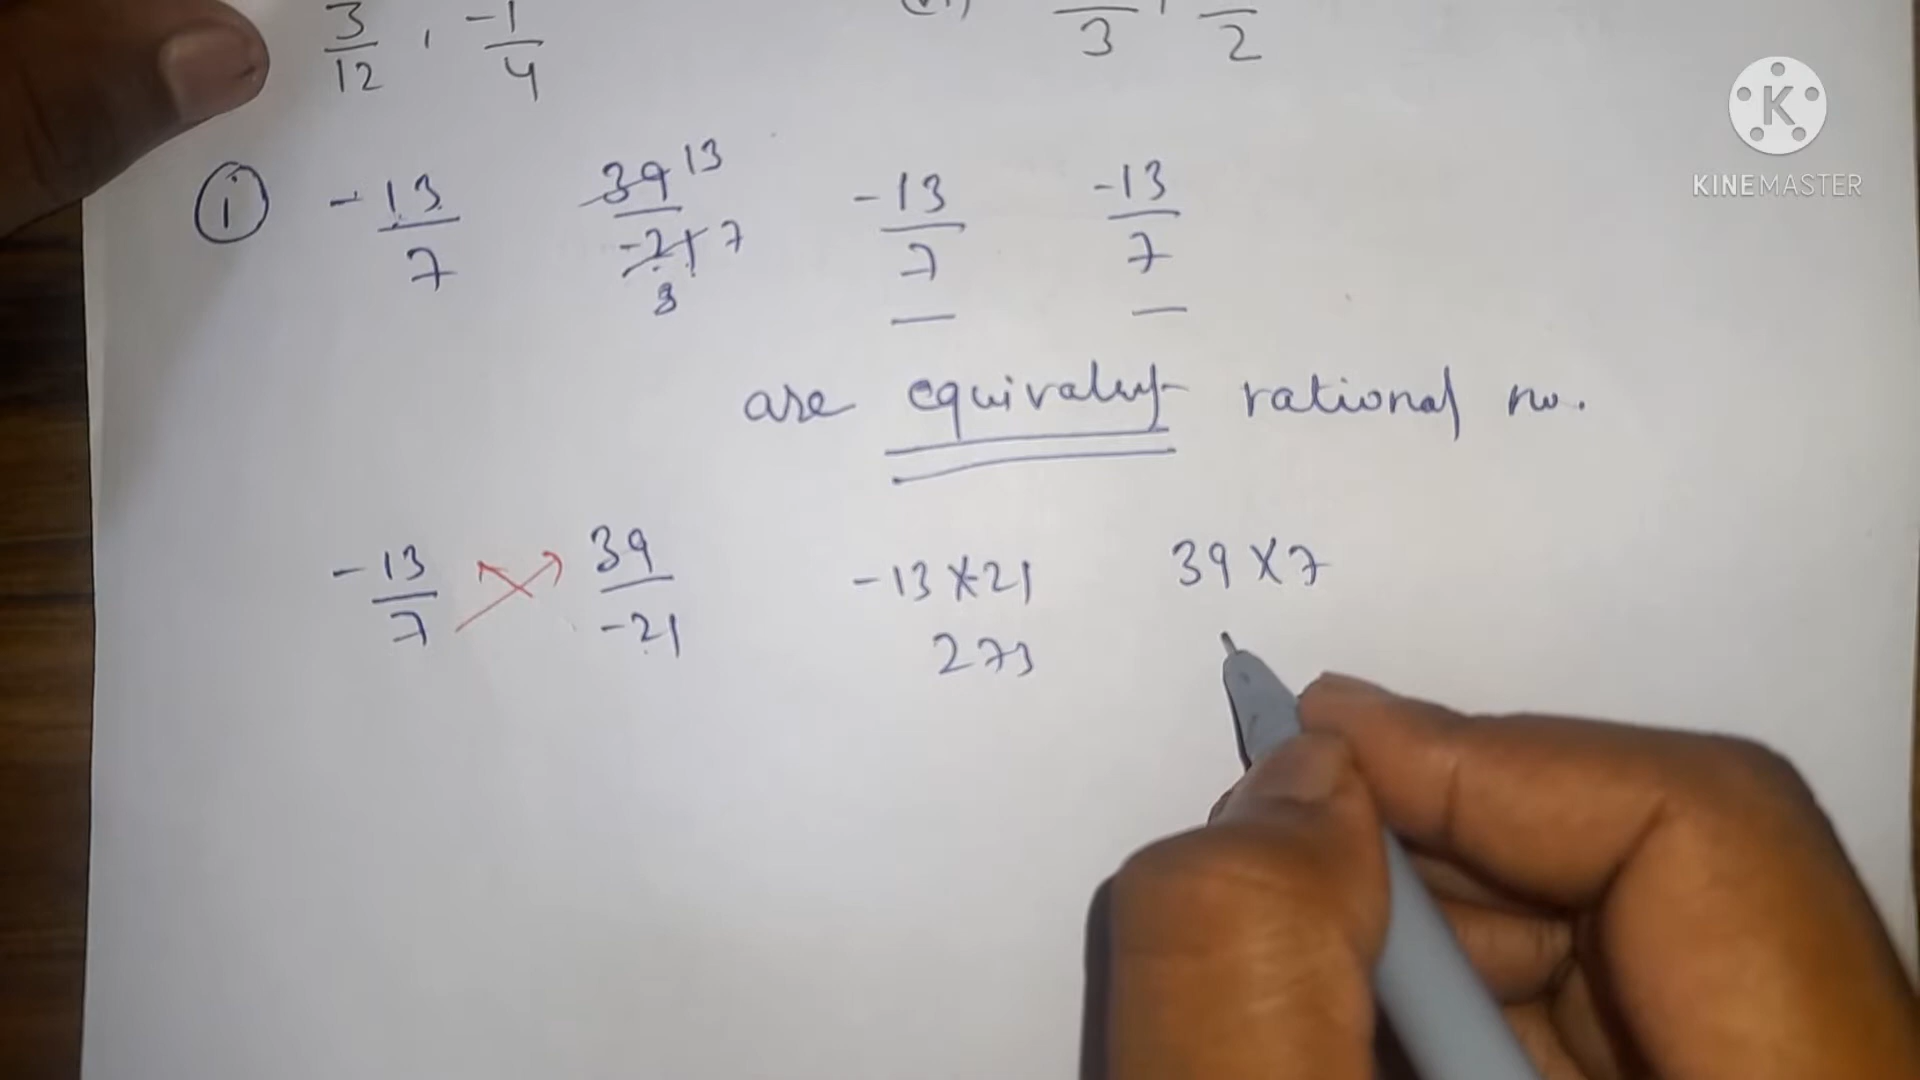 3/12 , -1/4
3 , 2
KINEMASTER
i -13/7 39/-21 13 7 3 -13/7 -13/7
are equivalent rational no.
-13/7 39/-21 -13 × -21 39 × 7
273